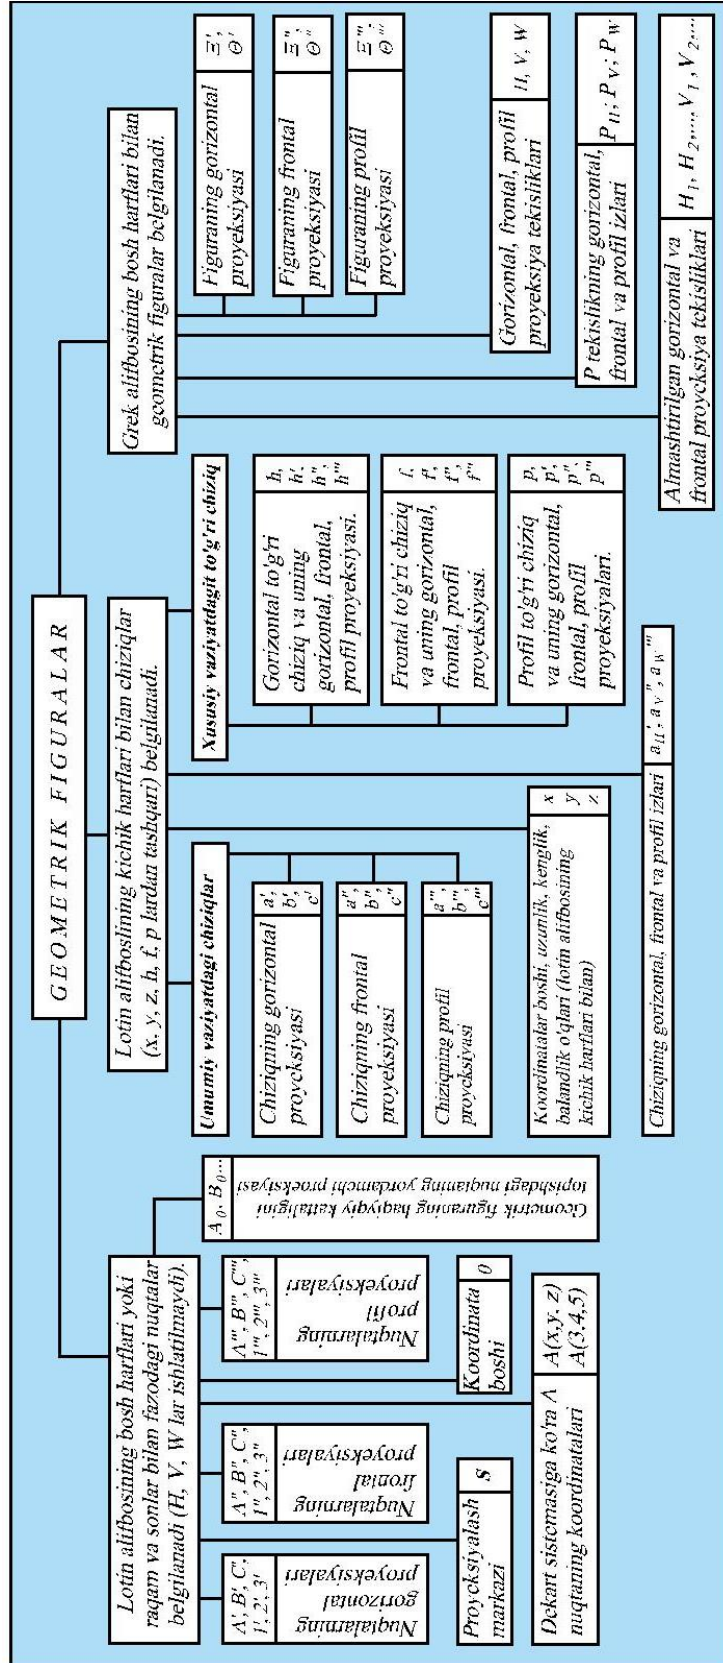 GEOMETRIK FIGURALAR
Lotin alifbosining bosh harflari yoki
raqam va sonlar bilan fazodagi nuqtalar
belgilanadi (H, V, W lar ishlatilmaydi).
A', B', C',
1', 2', 3'
Nuqtalarning
gorizontal
proyeksiyalari
A'', B'', C'',
1'', 2'', 3''
Nuqtalarning
frontal
proyeksiyalari
A''', B''', C''',
1''', 2''', 3'''
Nuqtalarning
profil
proyeksiyalari
A₀, B₀...
Geometrik figuraning haqiyqiy kattaligini
topishdagi nuqtaning yordamchi proeksiyasi
Proyeksiyalash
markazi
S
Koordinata
boshi
0
Dekart sistemasiga ko'ra A
nuqtaning koordinatalari
A(x,y, z)
A(3.4,5)
Lotin alifboslining kichik harflari bilan chiziqlar
(x, y, z, h, f, p lardan tashqari) belgilanadi.
Umumiy vaziyatdagi chiziqlar
Chiziqning gorizontal
proyeksiyasi
a',
b',
c'
Chiziqning frontal
proyeksiyasi
a'',
b'',
c''
Chiziqning profil
proyeksiyasi
a''',
b''',
c'''
Xususiy vaziyatdagit to'g'ri chiziq
Gorizontal to'g'ri
chiziq va uning
gorizontal, frontal,
profil proyeksiyasi.
h,
h',
h'',
h'''
Frontal to'g'ri chiziq
va uning gorizontal,
frontal, profil
proyeksiyasi.
f,
f',
f'',
f'''
Profil to'g'ri chiziq
va uning gorizontal,
frontal, profil
proyeksiyalari.
p,
p',
p'',
p'''
Koordinatalar boshi, uzunlik, kenglik,
balandlik o'qlari (lotin alifbosining
kichik harflari bilan)
x
y
z
Chiziqning gorizontal, frontal va profil izlari
a_H', a_V'', a_W'''
Grek alifbosining bosh harflari bilan
geometrik figuralar belgilanadi.
Figuraning gorizontal
proyeksiyasi
Ξ',
Θ'
Figuraning frontal
proyeksiyasi
Ξ'',
Θ''
Figuraning profil
proyeksiyasi
Ξ''',
Θ'''
Gorizontal, frontal, profil
proyeksiya tekisliklari
H, V, W
P tekislikning gorizontal,
frontal va profil izlari
P_H; P_V; P_W
Almashtirilgan gorizontal va
frontal proyeksiya tekisliklari
H₁, H₂,..., V₁, V₂,...